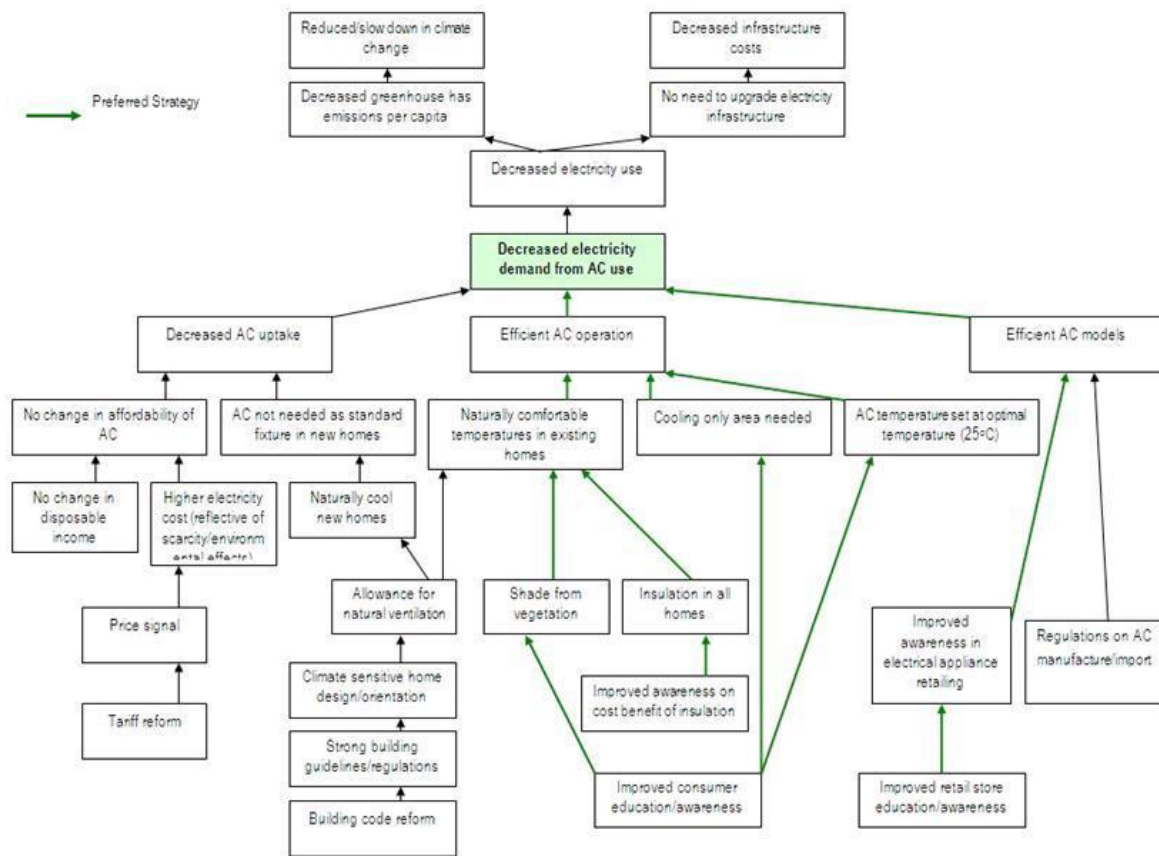 Reduced/slow down in climate
change
Decreased infrastructure
costs
Preferred Strategy
Decreased greenhouse has
emissions per capita
No need to upgrade electricity
infrastructure
Decreased electricity use
Decreased electricity
demand from AC use
Decreased AC uptake
Efficient AC operation
Efficient AC models
No change in affordability of
AC
AC not needed as standard
fixture in new homes
Naturally comfortable
temperatures in existing
homes
Cooling only area needed
AC temperature set at optimal
temperature (25°C)
No change in
disposable
income
Higher electricity
cost (reflective of
scarcity/environm
ental effects)
Naturally cool
new homes
Allowance for
natural ventilation
Shade from
vegetation
Insulation in all
homes
Price signal
Improved
awareness in
electrical appliance
retailing
Regulations on AC
manufacture/import
Climate sensitive home
design/orientation
Improved awareness on
cost benefit of insulation
Tariff reform
Strong building
guidelines/regulations
Improved consumer
education/awareness
Improved retail store
education/awareness
Building code reform